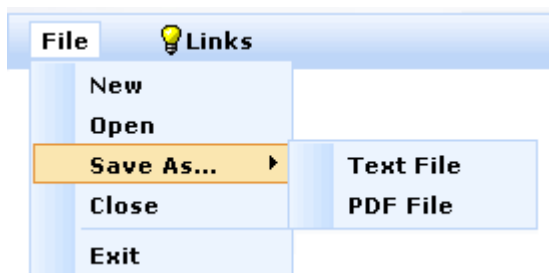 File Links
New
Open
Save As...
Text File
Close
PDF File
Exit